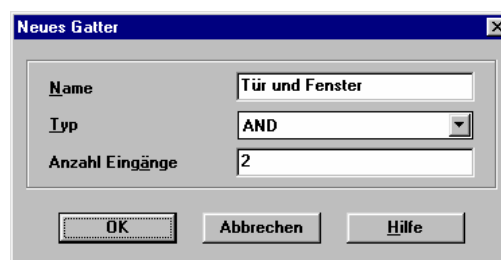 Neues Gatter
Name Tür und Fenster
Typ AND
Anzahl Eingänge 2
OK Abbrechen Hilfe